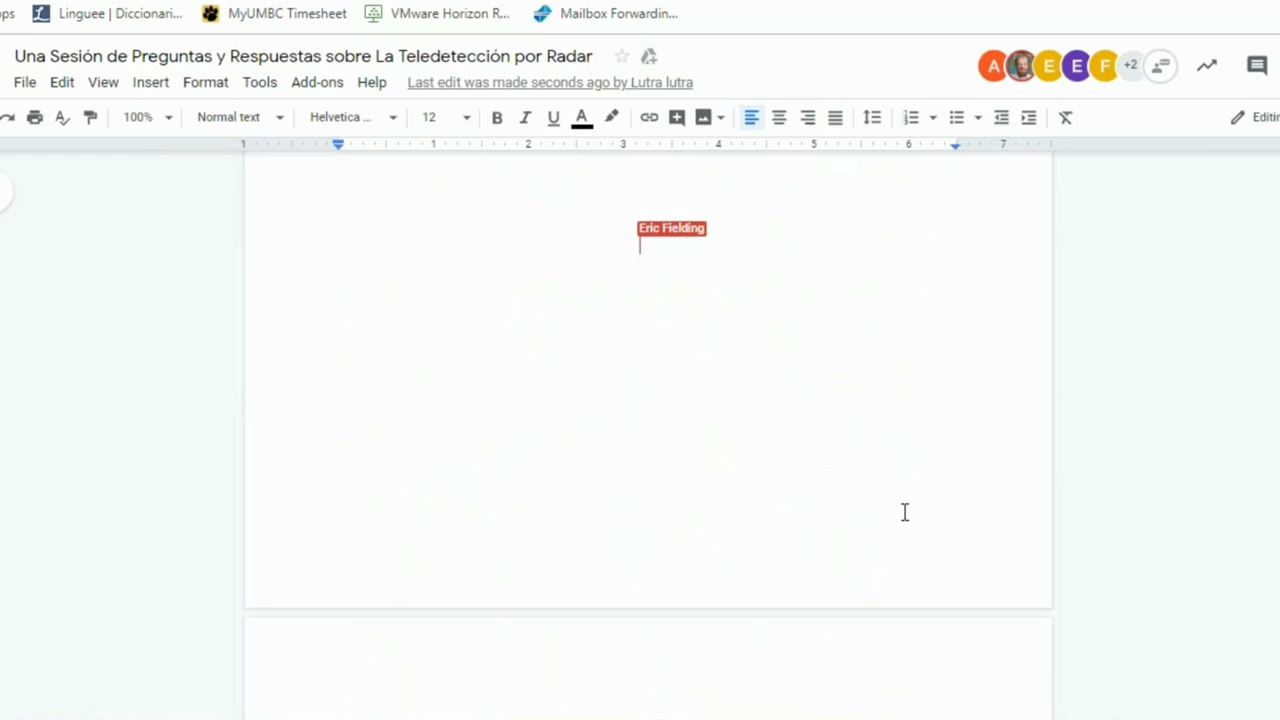 ps Linguee | Diccionari... MyUMBC Timesheet VMware Horizon R... Mailbox Forwardin...
Una Sesión de Preguntas y Respuestas sobre La Teledetección por Radar
A E E F +2
File Edit View Insert Format Tools Add-ons Help Last edit was made seconds ago by Lutra lutra
100% Normal text Helvetica ... 12 B I U A Editin
1 1 2 3 4 5 6 7
Eric Fielding